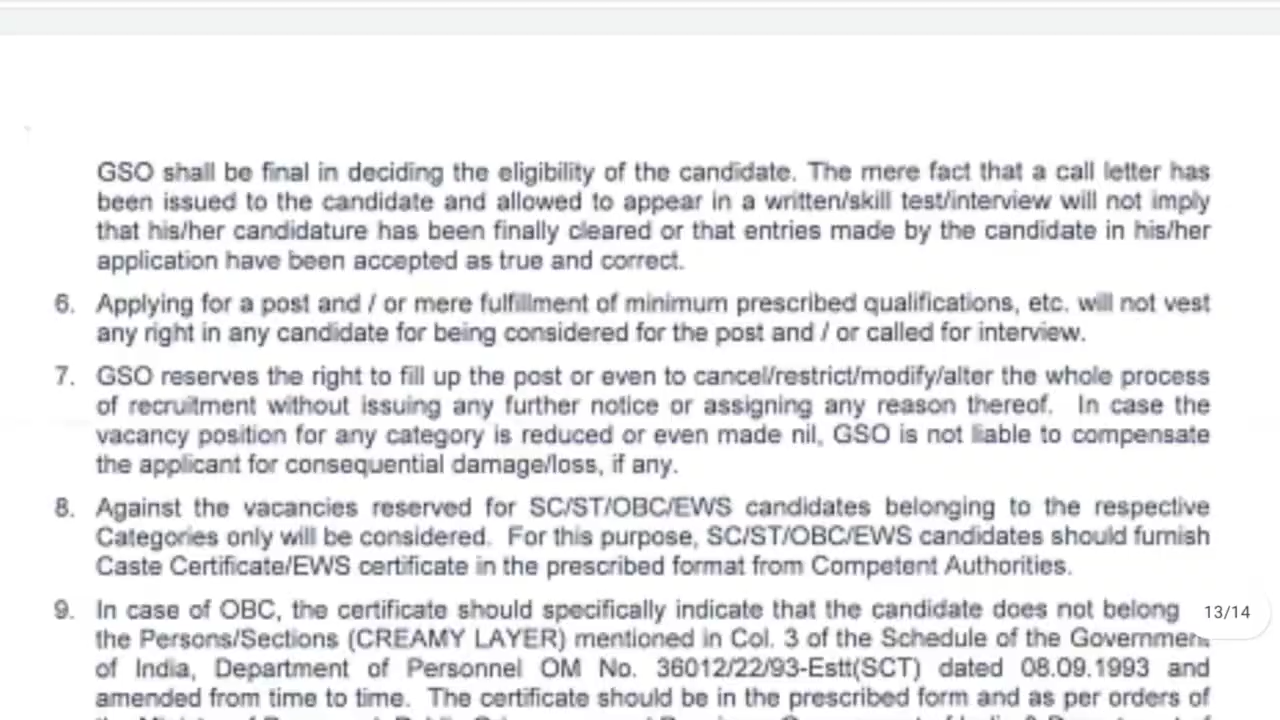 GSO shall be final in deciding the eligibility of the candidate. The mere fact that a call letter has
been issued to the candidate and allowed to appear in a written/skill test/interview will not imply
that his/her candidature has been finally cleared or that entries made by the candidate in his/her
application have been accepted as true and correct.
6. Applying for a post and / or mere fulfillment of minimum prescribed qualifications, etc. will not vest
any right in any candidate for being considered for the post and / or called for interview.
7. GSO reserves the right to fill up the post or even to cancel/restrict/modify/alter the whole process
of recruitment without issuing any further notice or assigning any reason thereof. In case the
vacancy position for any category is reduced or even made nil, GSO is not liable to compensate
the applicant for consequential damage/loss, if any.
8. Against the vacancies reserved for SC/ST/OBC/EWS candidates belonging to the respective
Categories only will be considered. For this purpose, SC/ST/OBC/EWS candidates should furnish
Caste Certificate/EWS certificate in the prescribed format from Competent Authorities.
9. In case of OBC, the certificate should specifically indicate that the candidate does not belong
13/14
the Persons/Sections (CREAMY LAYER) mentioned in Col. 3 of the Schedule of the Government
of India, Department of Personnel OM No. 36012/22/93-Estt(SCT) dated 08.09.1993 and
amended from time to time. The certificate should be in the prescribed form and as per orders of